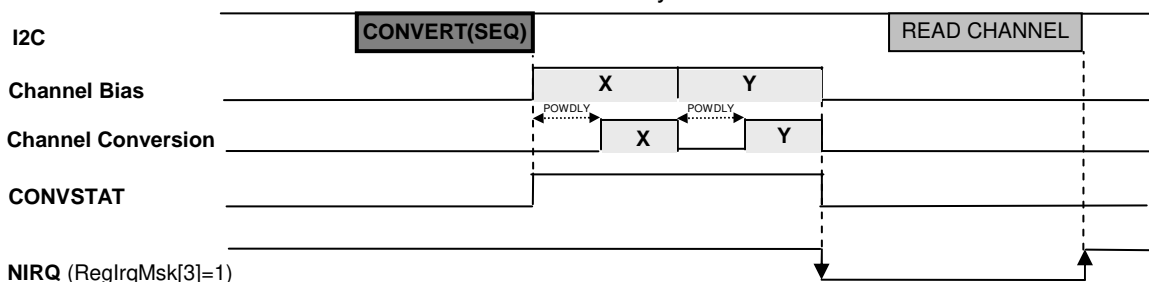 I2C
CONVERT(SEQ)
READ CHANNEL
Channel Bias
X
Y
POWDLY
POWDLY
Channel Conversion
X
Y
CONVSTAT
NIRQ (RegIrqMsk[3]=1)